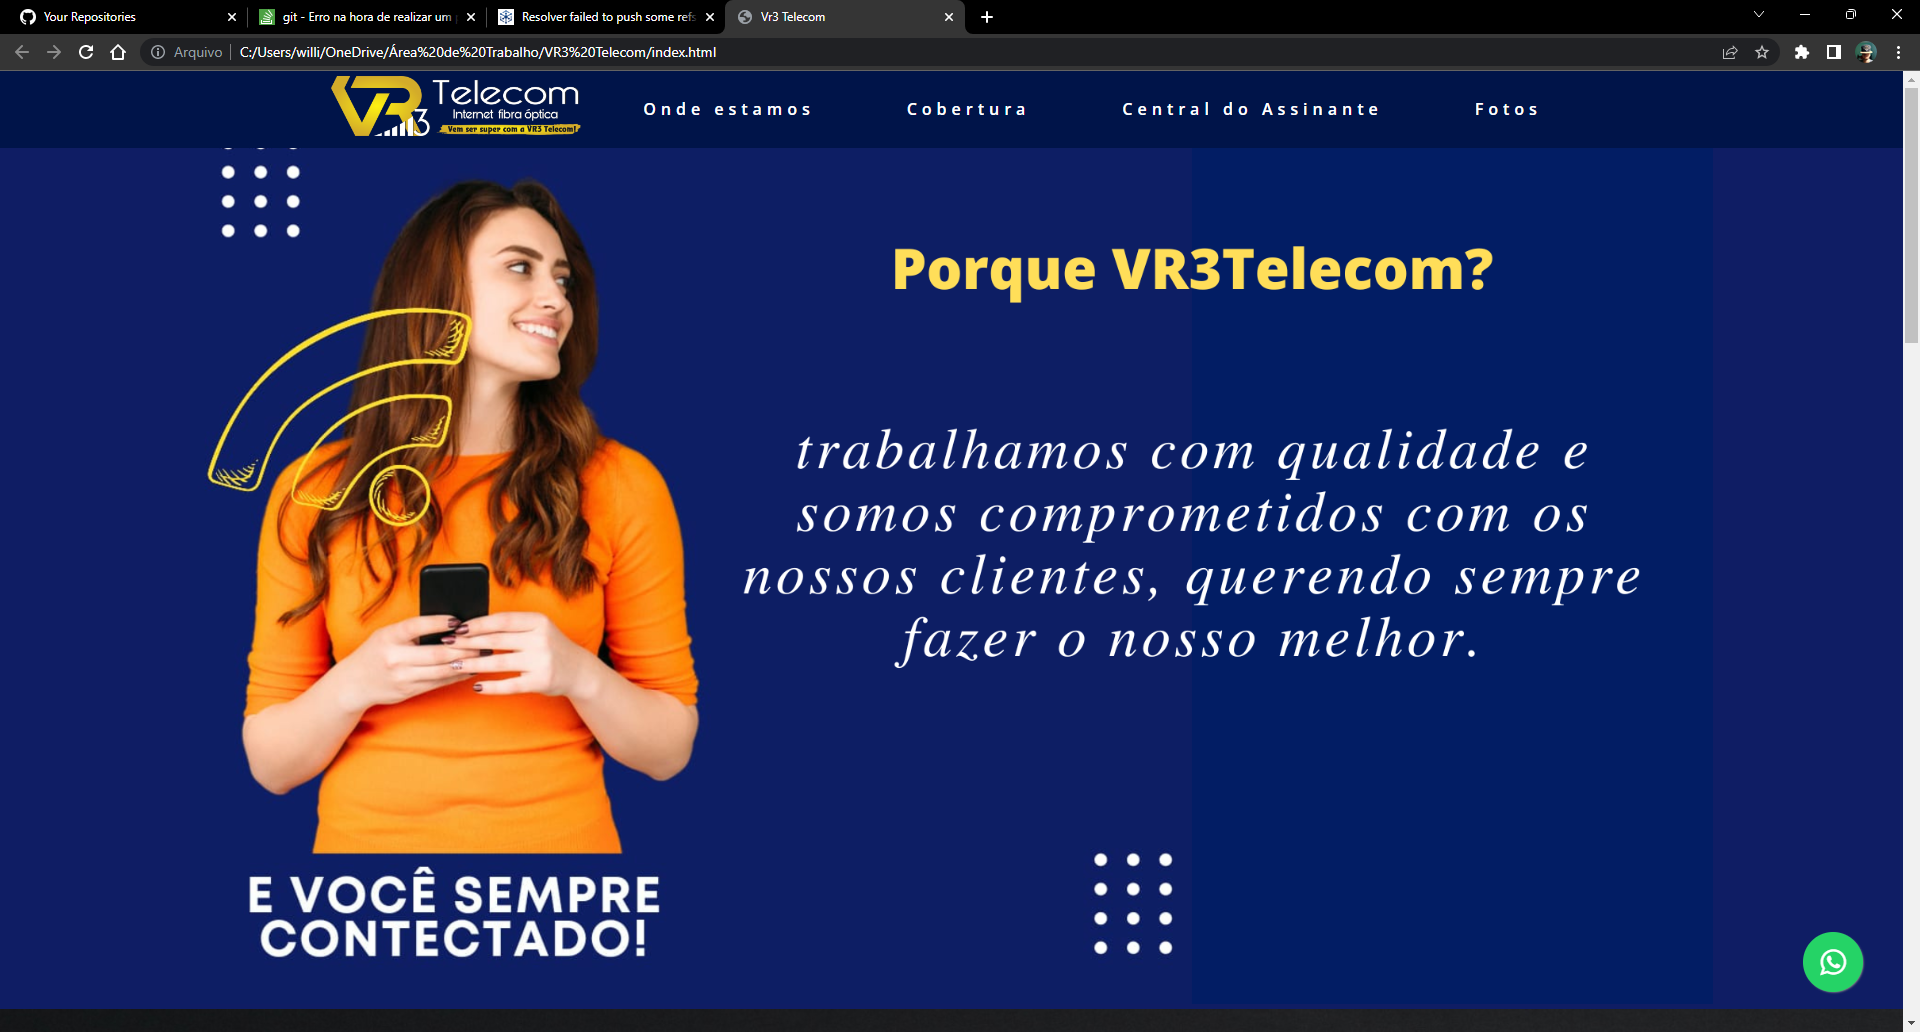 Your Repositories
git - Erro na hora de realizar um
Resolver failed to push some refs
Vr3 Telecom
Arquivo
C:/Users/willi/OneDrive/Área%20de%20Trabalho/VR3%20Telecom/index.html
VR3 Telecom
Internet fibra óptica
Vem ser super com a VR3 Telecom!
Onde estamos
Cobertura
Central do Assinante
Fotos
Porque VR3Telecom?
trabalhamos com qualidade e
somos comprometidos com os
nossos clientes, querendo sempre
fazer o nosso melhor.
E VOCÊ SEMPRE
CONTECTADO!